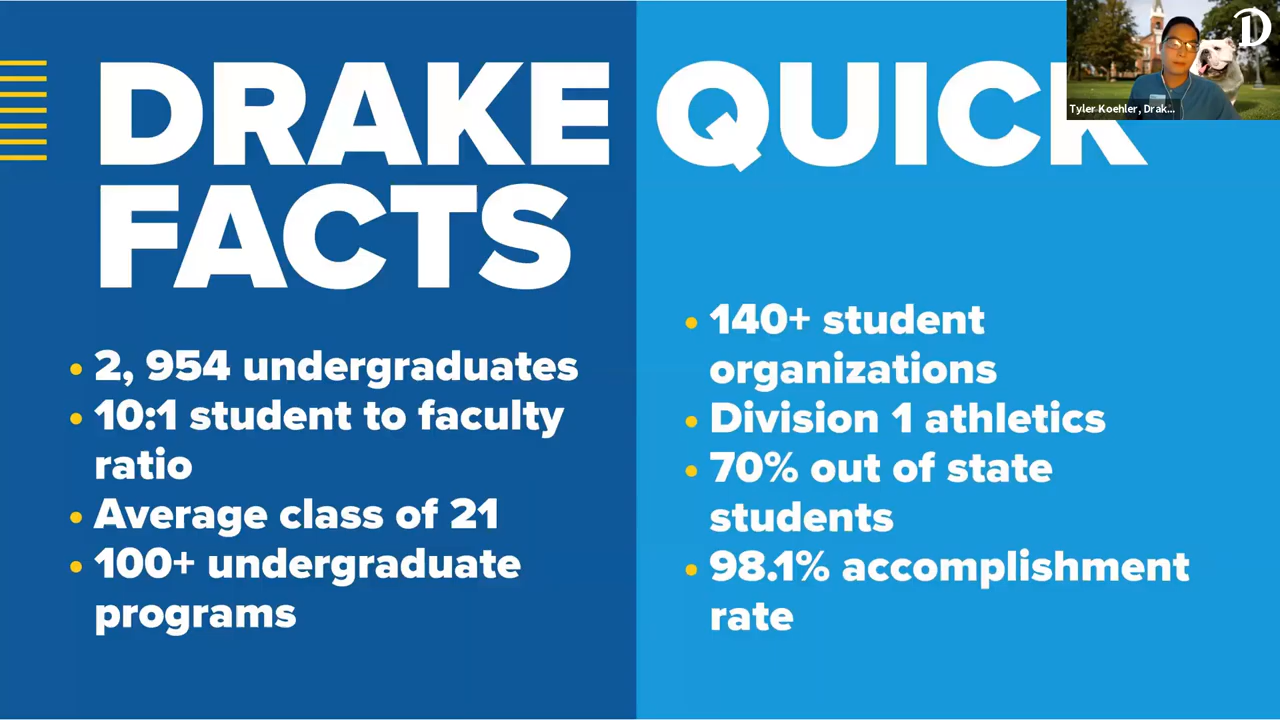 DRAKE QUICK
FACTS
2, 954 undergraduates
10:1 student to faculty
ratio
Average class of 21
100+ undergraduate
programs
140+ student
organizations
Division 1 athletics
70% out of state
students
98.1% accomplishment
rate
Tyler Koehler, Drak...
D